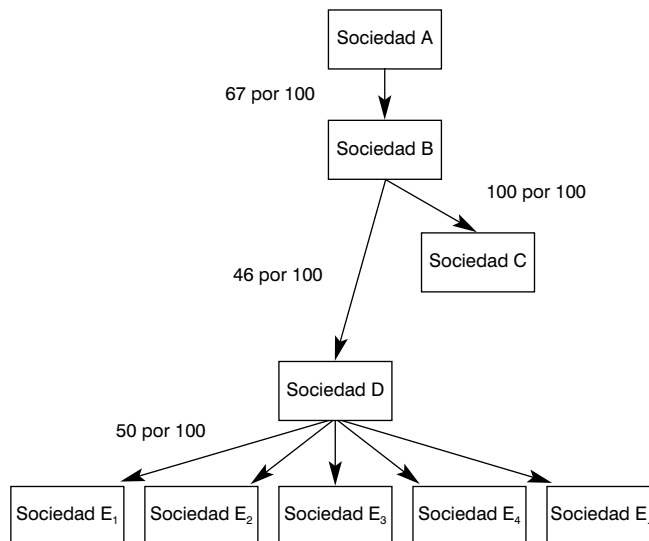 Sociedad A
67 por 100
Sociedad B
100 por 100
Sociedad C
46 por 100
Sociedad D
50 por 100
Sociedad E₁
Sociedad E₂
Sociedad E₃
Sociedad E₄
Sociedad E